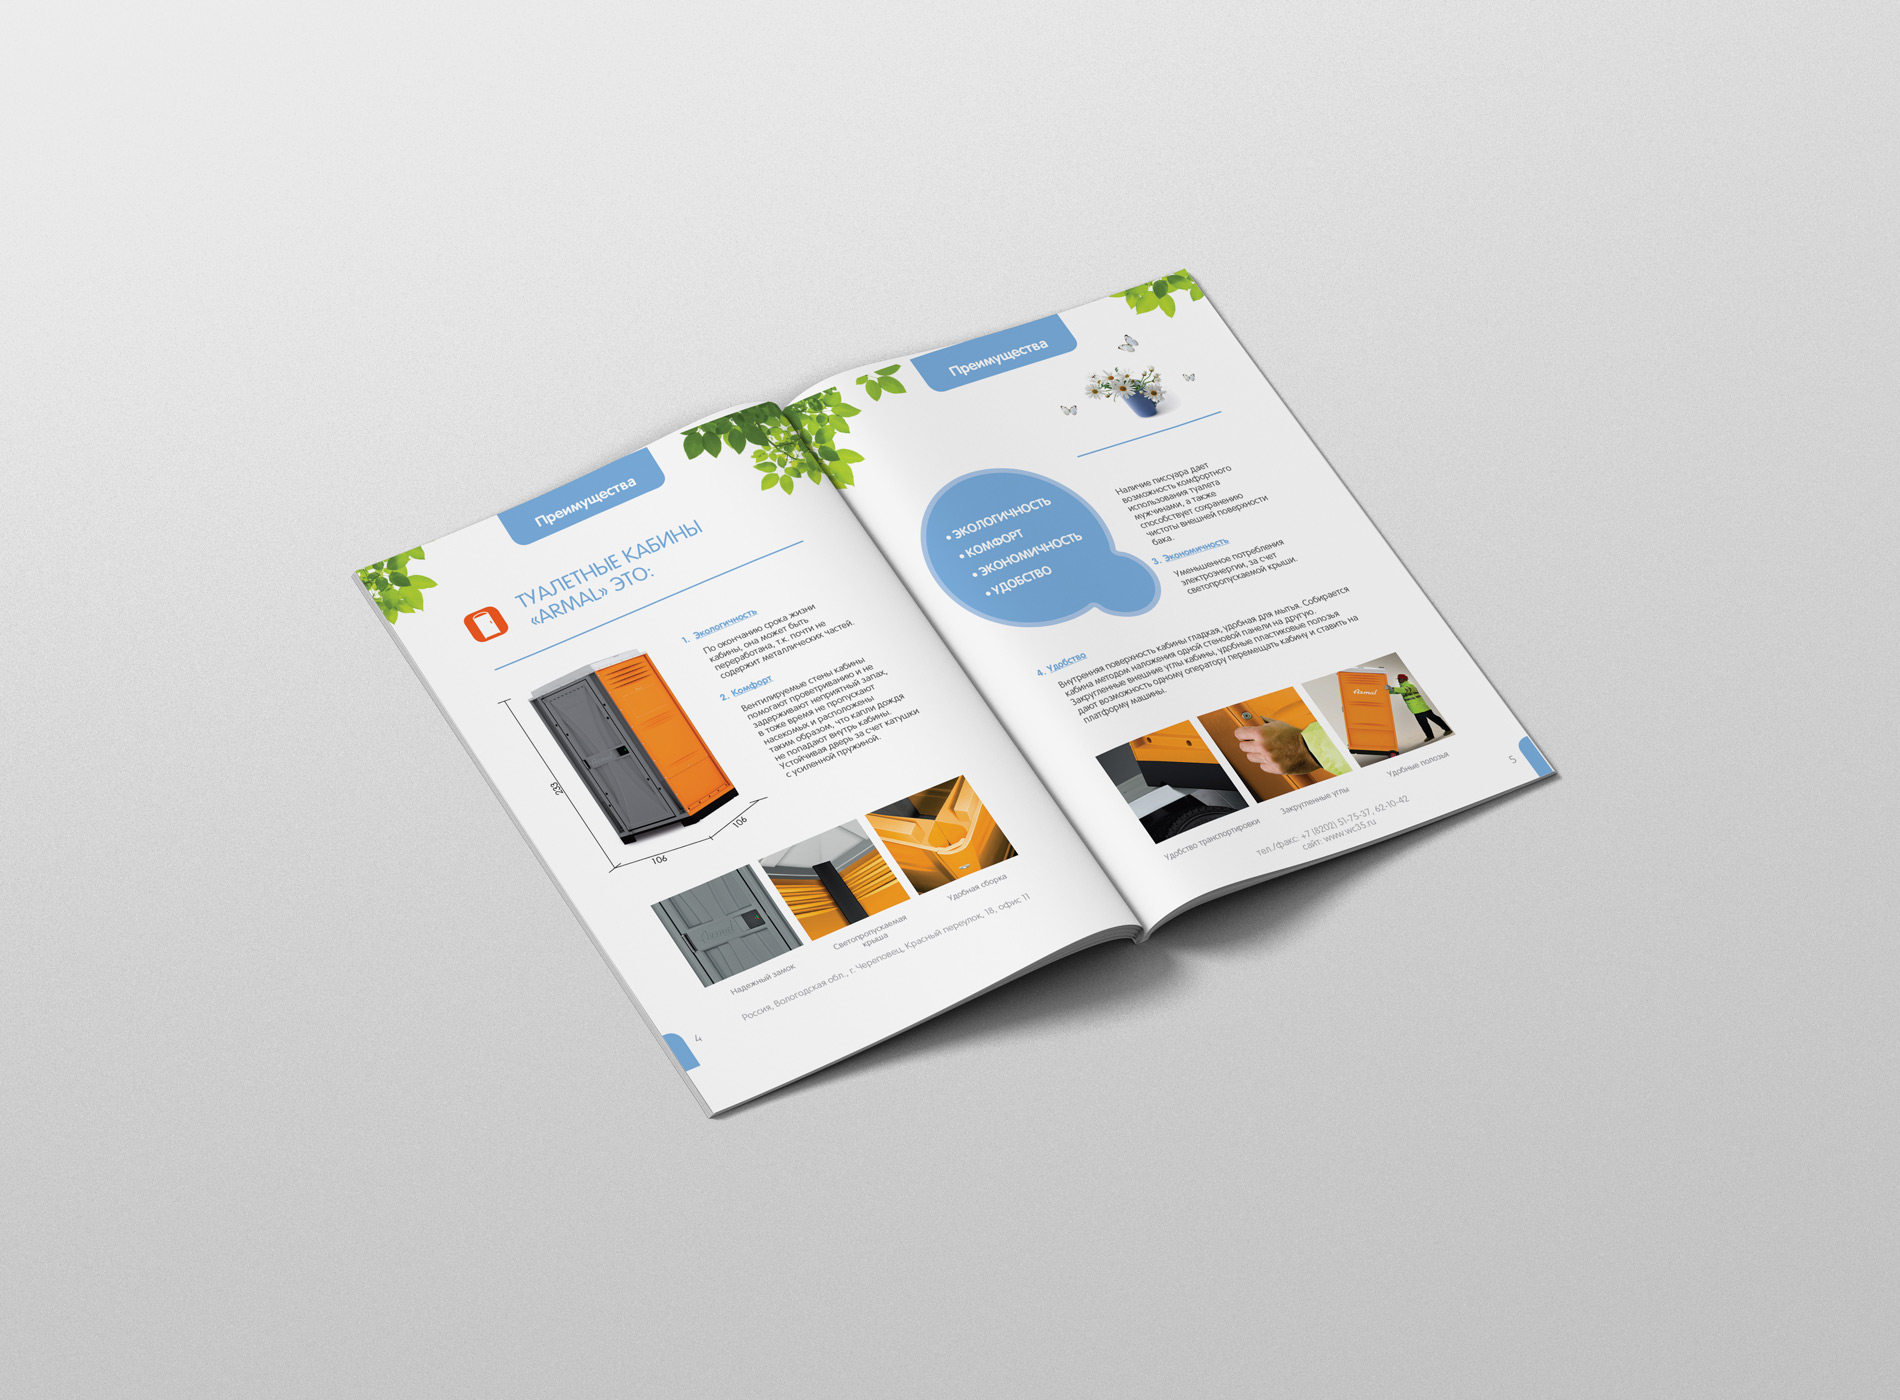 Преимущества
ТУАЛЕТНЫЕ КАБИНЫ
«ARMAL» ЭТО:
1. Экологичность
По окончанию срока жизни
кабины, она может быть
переработана, т.к. почти не
содержит металлических частей.
2. Комфорт
Вентилируемые стены кабины
помогают проветриванию и не
задерживают неприятный запах,
в тоже время не пропускают
насекомых и расположены
таким образом, что капли дождя
не попадают внутрь кабины.
Устойчивая дверь за счет катушки
с усиленной пружиной.
233
106
106
Armal
Надежный замок
Светопропускаемая
крыша
Удобная сборка
Россия, Вологодская обл., г. Череповец, Красный переулок, 18, офис 11
4
Преимущества
• ЭКОЛОГИЧНОСТЬ
• КОМФОРТ
• ЭКОНОМИЧНОСТЬ
• УДОБСТВО
Наличие писсуара дает
возможность комфортного
использования туалета
мужчинами, а также
способствует сохранению
чистоты внешней поверхности
бака.
3. Экономичность
Уменьшенное потребления
электроэнергии, за счет
светопропускаемой крыши.
4. Удобство
Внутренняя поверхность кабины гладкая, удобная для мытья. Собирается
кабина методом наложения одной стеновой панели на другую.
Закругленные внешние углы кабины, удобные пластиковые полозья
дают возможность одному оператору перемещать кабину и ставить на
платформу машины.
Armal
Удобство транспортировки
Закругленные углы
Удобные полозья
тел./факс: +7 (8202) 51-75-37, 62-10-42
сайт: www.wc35.ru
5